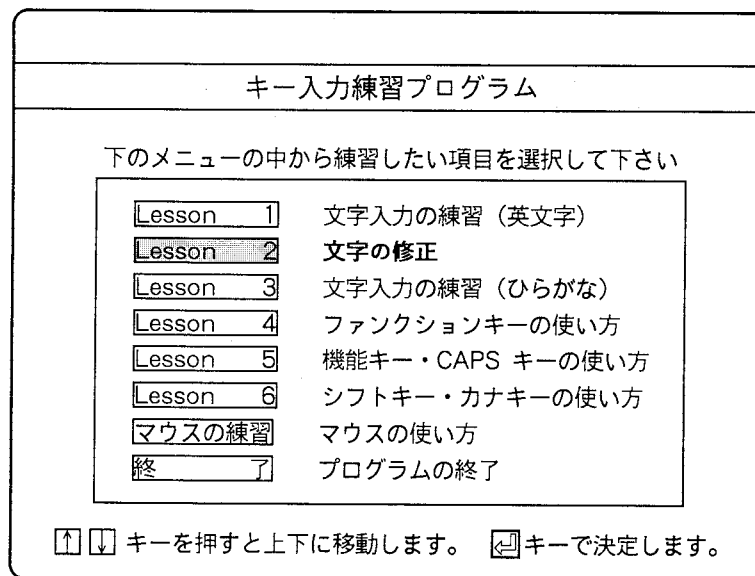 キー入力練習プログラム
下のメニューの中から練習したい項目を選択して下さい
Lesson 1 文字入力の練習（英文字）
Lesson 2 文字の修正
Lesson 3 文字入力の練習（ひらがな）
Lesson 4 ファンクションキーの使い方
Lesson 5 機能キー・CAPS キーの使い方
Lesson 6 シフトキー・カナキーの使い方
マウスの練習 マウスの使い方
終 了 プログラムの終了
↑ ↓ キーを押すと上下に移動します。 ↵ キーで決定します。